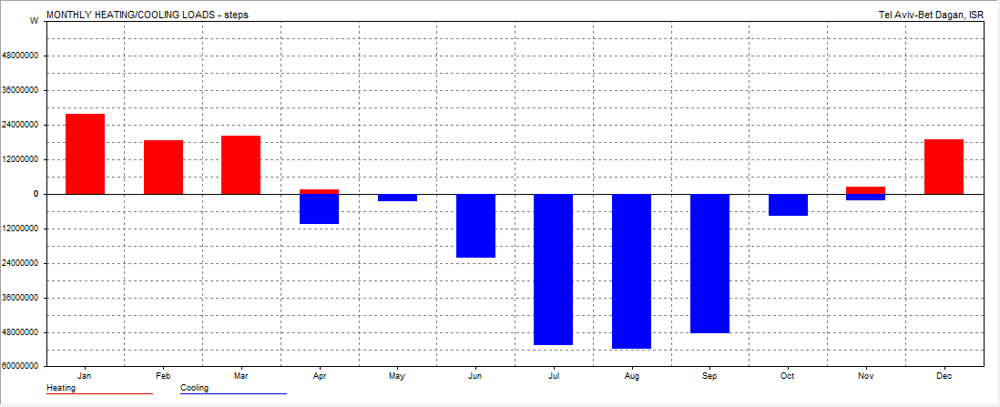 MONTHLY HEATING/COOLING LOADS - steps
Tel Aviv-Bet Dagan, ISR
W
48000000
36000000
24000000
12000000
0
12000000
24000000
36000000
48000000
60000000
Jan Feb Mar Apr May Jun Jul Aug Sep Oct Nov Dec
Heating Cooling